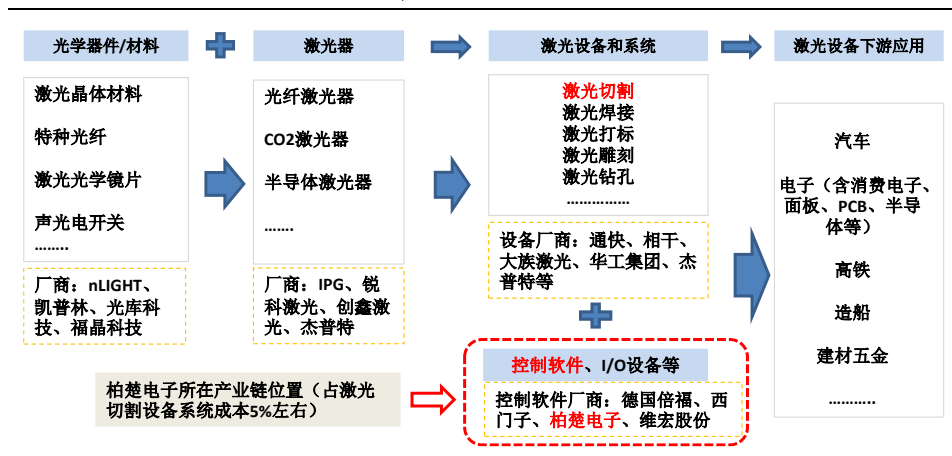 光学器件/材料
激光晶体材料
特种光纤
激光光学镜片
声光电开关
……..
厂商：nLIGHT、
凯普林、光库科
技、福晶科技
激光器
光纤激光器
CO2激光器
半导体激光器
…….
厂商：IPG、锐
科激光、创鑫激
光、杰普特
激光设备和系统
激光切割
激光焊接
激光打标
激光雕刻
激光钻孔
……………
设备厂商：通快、相干、
大族激光、华工集团、杰
普特等
控制软件、I/O设备等
控制软件厂商：德国倍福、西
门子、柏楚电子、维宏股份
柏楚电子所在产业链位置（占激光
切割设备系统成本5%左右）
激光设备下游应用
汽车
电子（含消费电子、
面板、PCB、半导
体等）
高铁
造船
建材五金
………..